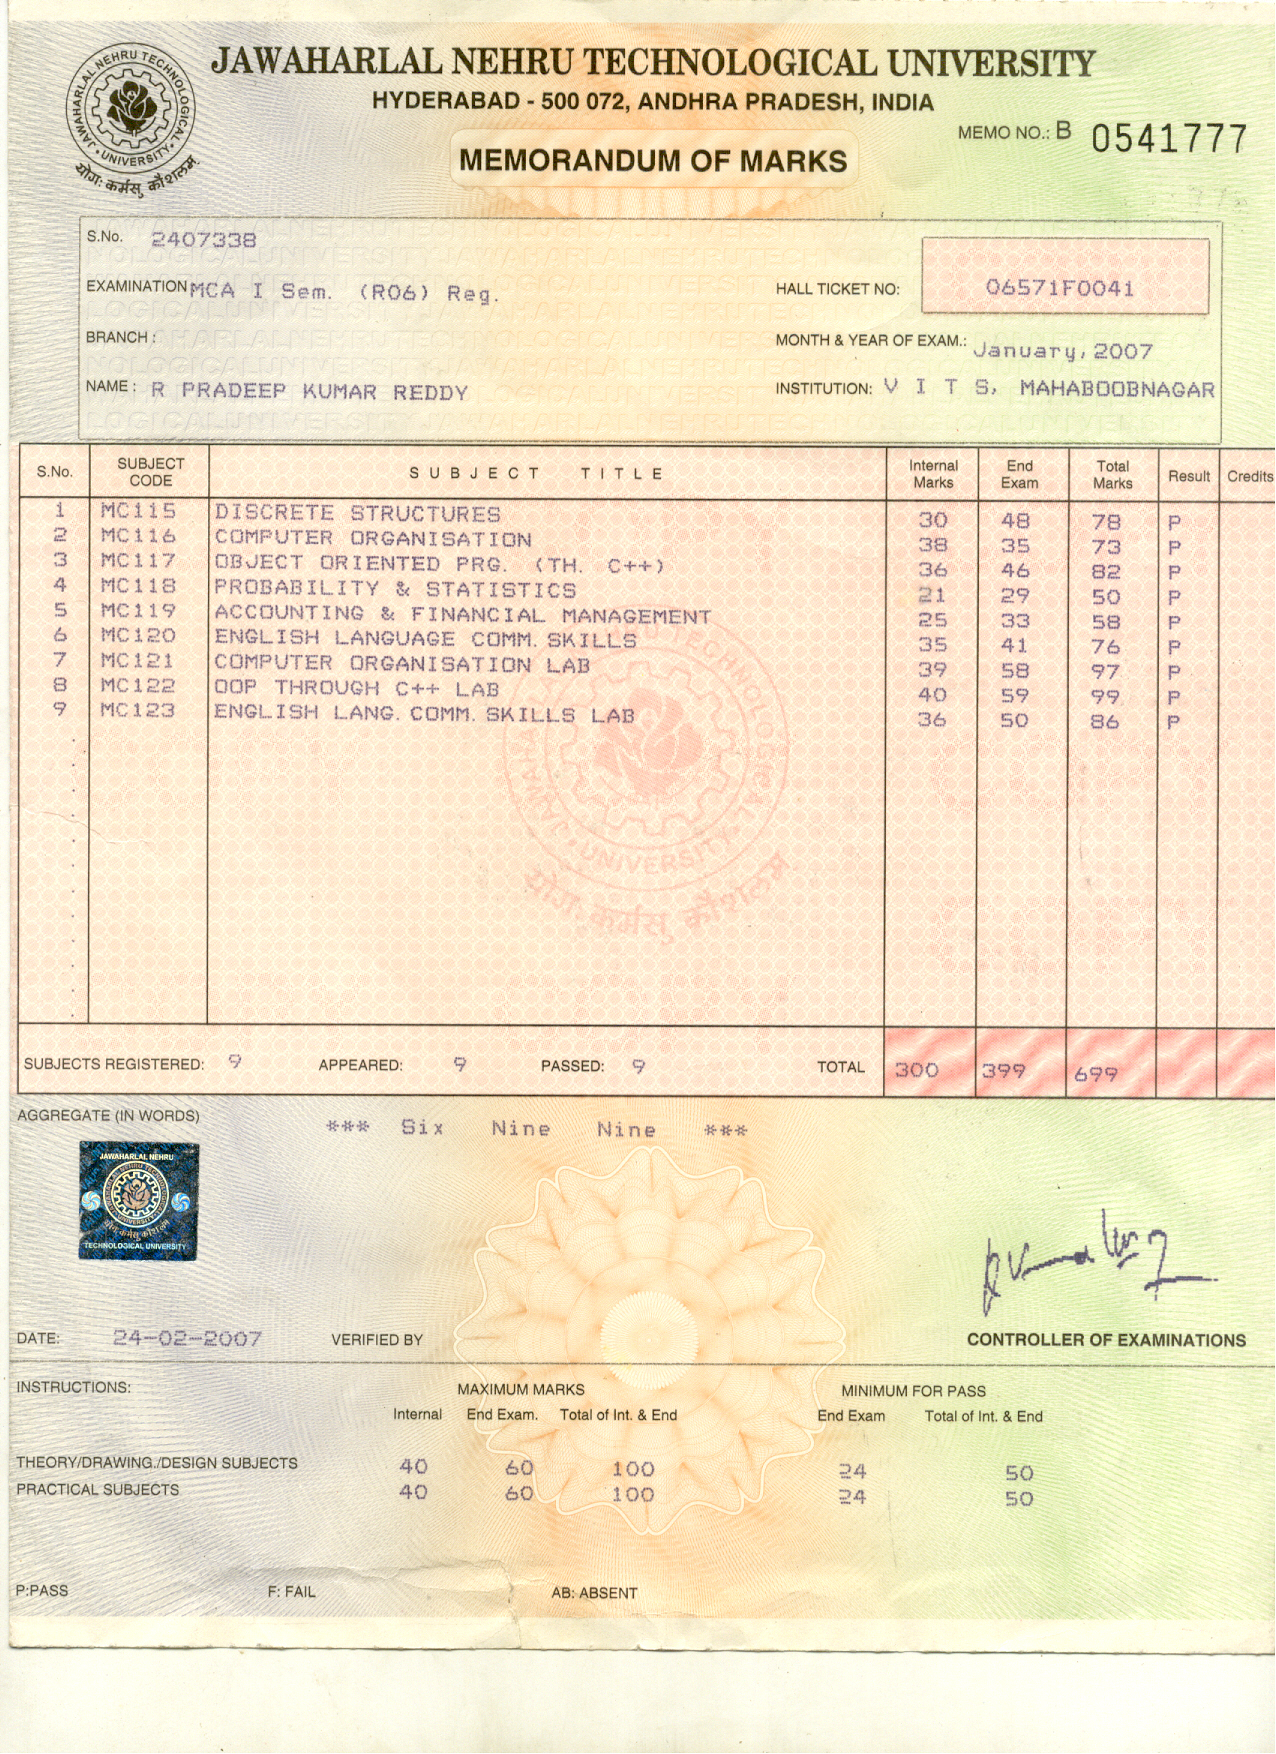 JAWAHARLAL NEHRU TECHNOLOGICAL UNIVERSITY
HYDERABAD - 500 072, ANDHRA PRADESH, INDIA
MEMO NO.: B 0541777
MEMORANDUM OF MARKS
JAWAHARLAL NEHRU TECHNOLOGICAL UNIVERSITY
योगः कर्मसु कौशलम्
S.No. 2407338
EXAMINATION MCA I Sem. (R06) Reg.
HALL TICKET NO: 06571F0041
BRANCH :
MONTH & YEAR OF EXAM.: January, 2007
NAME : R PRADEEP KUMAR REDDY
INSTITUTION: V I T S, MAHABOOBNAGAR
S.No. SUBJECT CODE SUBJECT TITLE Internal Marks End Exam Total Marks Result Credits
1 MC115 DISCRETE STRUCTURES 30 48 78 P
2 MC116 COMPUTER ORGANISATION 38 35 73 P
3 MC117 OBJECT ORIENTED PRG. (TH. C++) 36 46 82 P
4 MC118 PROBABILITY & STATISTICS 21 29 50 P
5 MC119 ACCOUNTING & FINANCIAL MANAGEMENT 25 33 58 P
6 MC120 ENGLISH LANGUAGE COMM. SKILLS 35 41 76 P
7 MC121 COMPUTER ORGANISATION LAB 39 58 97 P
8 MC122 OOP THROUGH C++ LAB 40 59 99 P
9 MC123 ENGLISH LANG. COMM. SKILLS LAB 36 50 86 P
SUBJECTS REGISTERED: 9 APPEARED: 9 PASSED: 9 TOTAL 300 399 699
AGGREGATE (IN WORDS) *** Six Nine Nine ***
JAWAHARLAL NEHRU
TECHNOLOGICAL UNIVERSITY
DATE: 24-02-2007 VERIFIED BY CONTROLLER OF EXAMINATIONS
INSTRUCTIONS: MAXIMUM MARKS MINIMUM FOR PASS
Internal End Exam. Total of Int. & End End Exam Total of Int. & End
THEORY/DRAWING./DESIGN SUBJECTS 40 60 100 24 50
PRACTICAL SUBJECTS 40 60 100 24 50
P:PASS F: FAIL AB: ABSENT